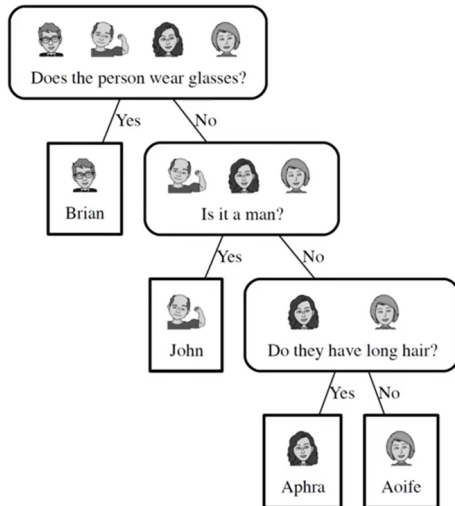 Does the person wear glasses?
Yes
No
Brian
Is it a man?
Yes
No
John
Do they have long hair?
Yes
No
Aphra
Aoife